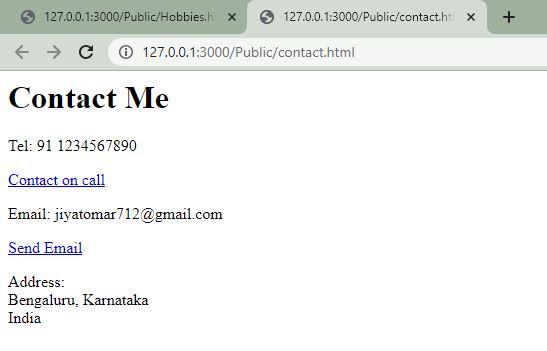 127.0.0.1:3000/Public/Hobbies.h
127.0.0.1:3000/Public/contact.ht
127.0.0.1:3000/Public/contact.html
Contact Me
Tel: 91 1234567890
Contact on call
Email: jiyatomar712@gmail.com
Send Email
Address:
Bengaluru, Karnataka
India